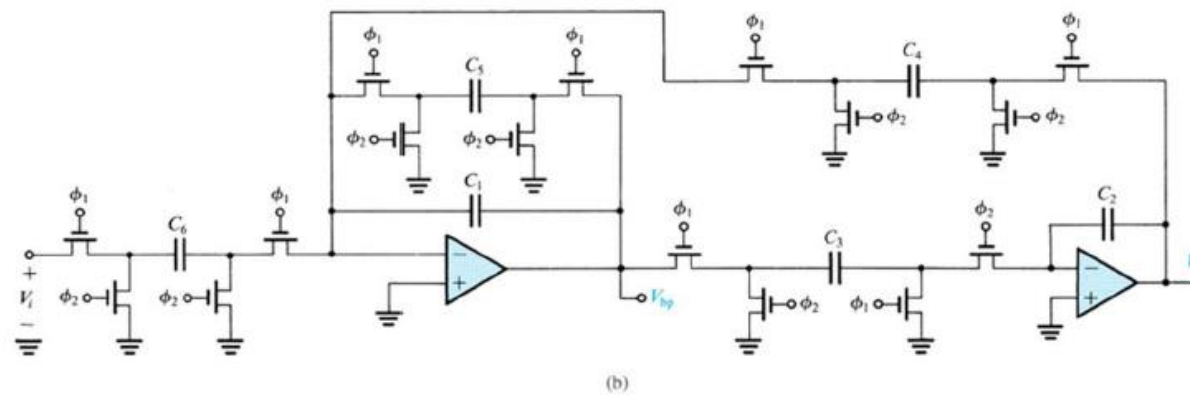 ϕ₁ ϕ₁
C₄
ϕ₁ ϕ₁
C₅
ϕ₂ ϕ₂
ϕ₂ ϕ₂
C₁
ϕ₁ ϕ₁
C₆
ϕ₁ ϕ₂
C₃
C₂
+
Vᵢ
−
ϕ₂ ϕ₂
−
+
V_bp
ϕ₂ ϕ₁
−
+
(b)